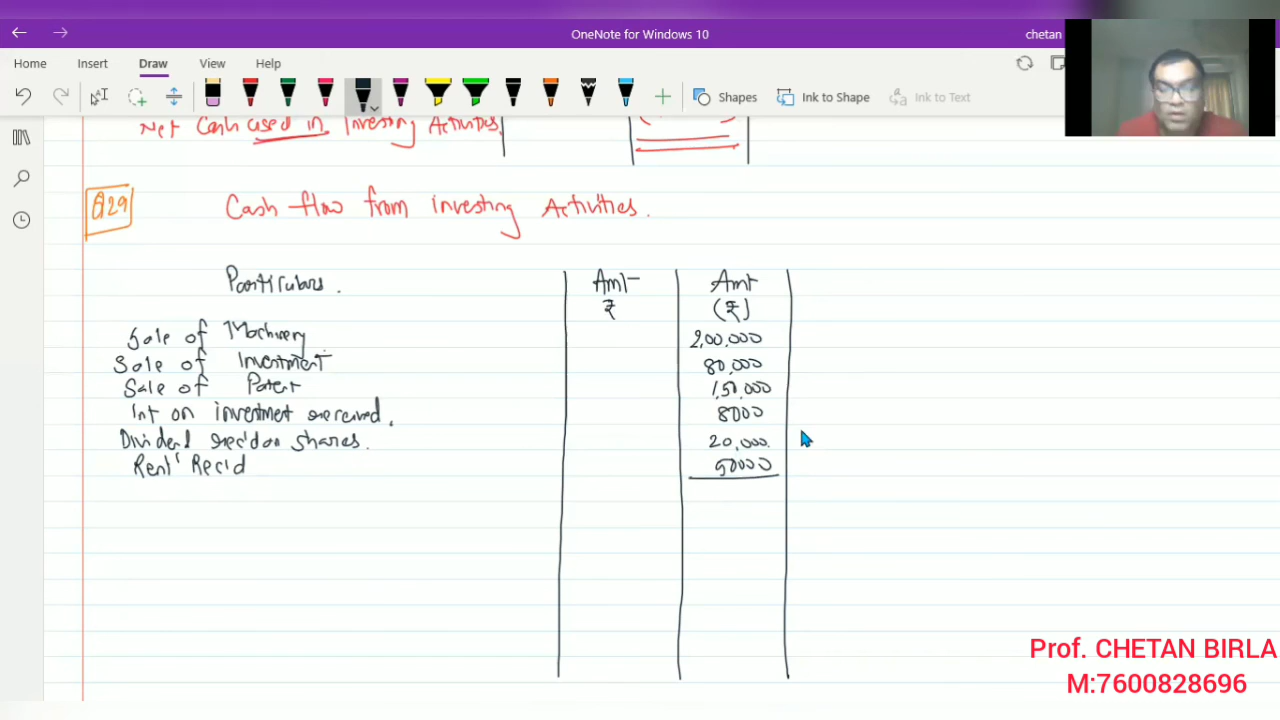 OneNote for Windows 10
chetan
Home Insert Draw View Help
Shapes Ink to Shape Ink to Text
Net Cash used in Investing Activities.
Q29 Cash flow from investing Activities.
Particulars. Amt Amt
₹ (₹)
Sale of Machinery 2,00,000
Sale of Investment 80,000
Sale of Patent 1,50,000
Int on investmet received. 8000
Dividend rec'd on shares. 20,000.
Rent Rec'd 50000
Prof. CHETAN BIRLA
M:7600828696